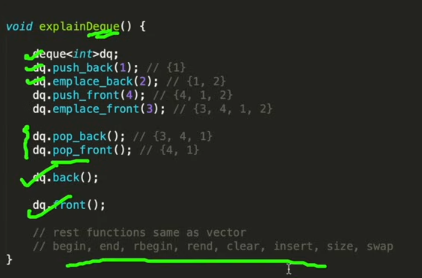 void explainDeque() {
deque<int>dq;
dq.push_back(1); // {1}
dq.emplace_back(2); // {1, 2}
dq.push_front(4); // {4, 1, 2}
dq.emplace_front(3); // {3, 4, 1, 2}
dq.pop_back(); // {3, 4, 1}
dq.pop_front(); // {4, 1}
dq.back();
dq.front();
// rest functions same as vector
// begin, end, rbegin, rend, clear, insert, size, swap
}